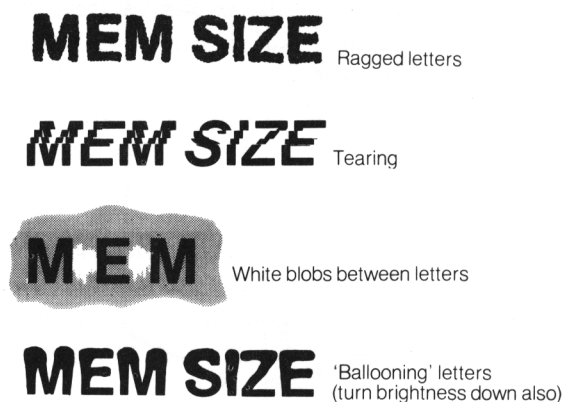 MEM SIZE Ragged letters
MEM SIZE Tearing
MEM White blobs between letters
MEM SIZE 'Ballooning' letters
(turn brightness down also)